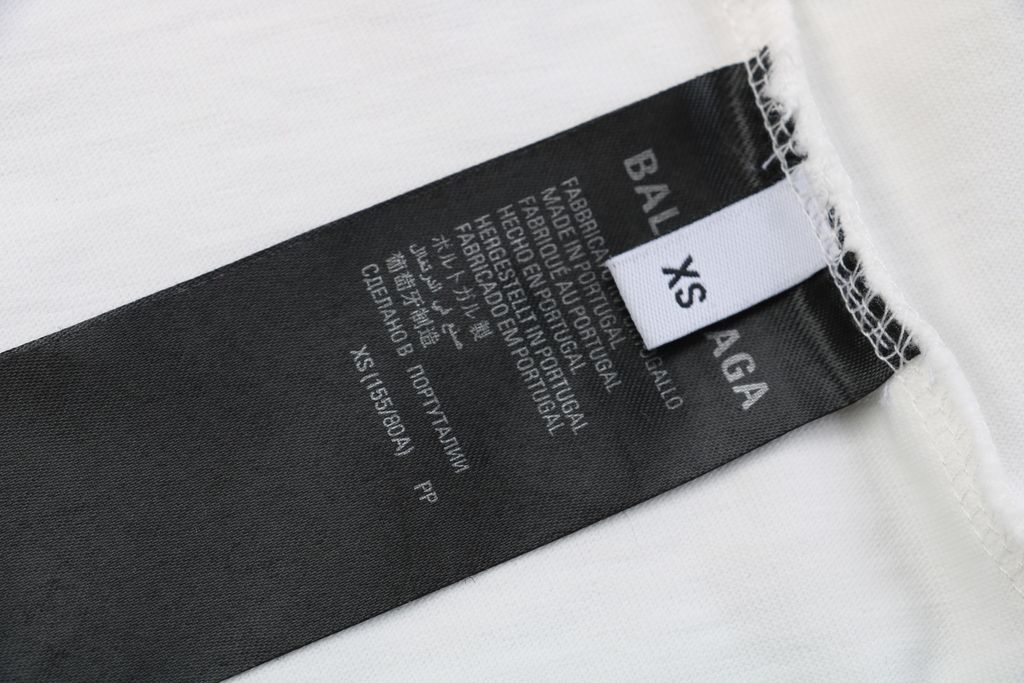 BAL AGA
XS
FABBRICA OGALLO
MADE IN PORTUGAL
FABRIQUÉ AU PORTUGAL
HECHO EN PORTUGAL
HERGESTELLT IN PORTUGAL
FABRICADO EM PORTUGAL
ポルトガル製
صنع في البرتغال
葡萄牙制造
СДЕЛАНО В ПОРТУГАЛИИ
XS (155/80A) PP